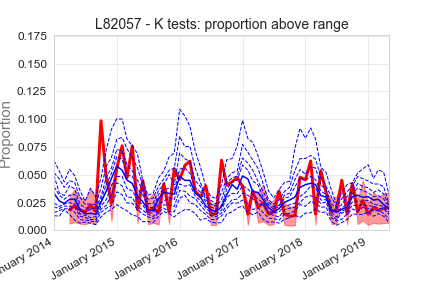 L82057 - K tests: proportion above range
0.175
0.150
0.125
0.100
0.075
0.050
0.025
0.000
Proportion
January 2015
January 2016
January 2017
January 2018
January 2019